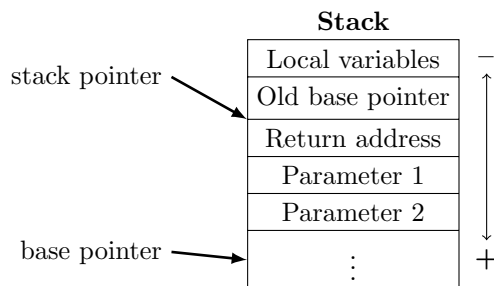 Stack
Local variables
−
stack pointer
Old base pointer
Return address
Parameter 1
Parameter 2
base pointer
⋮
+